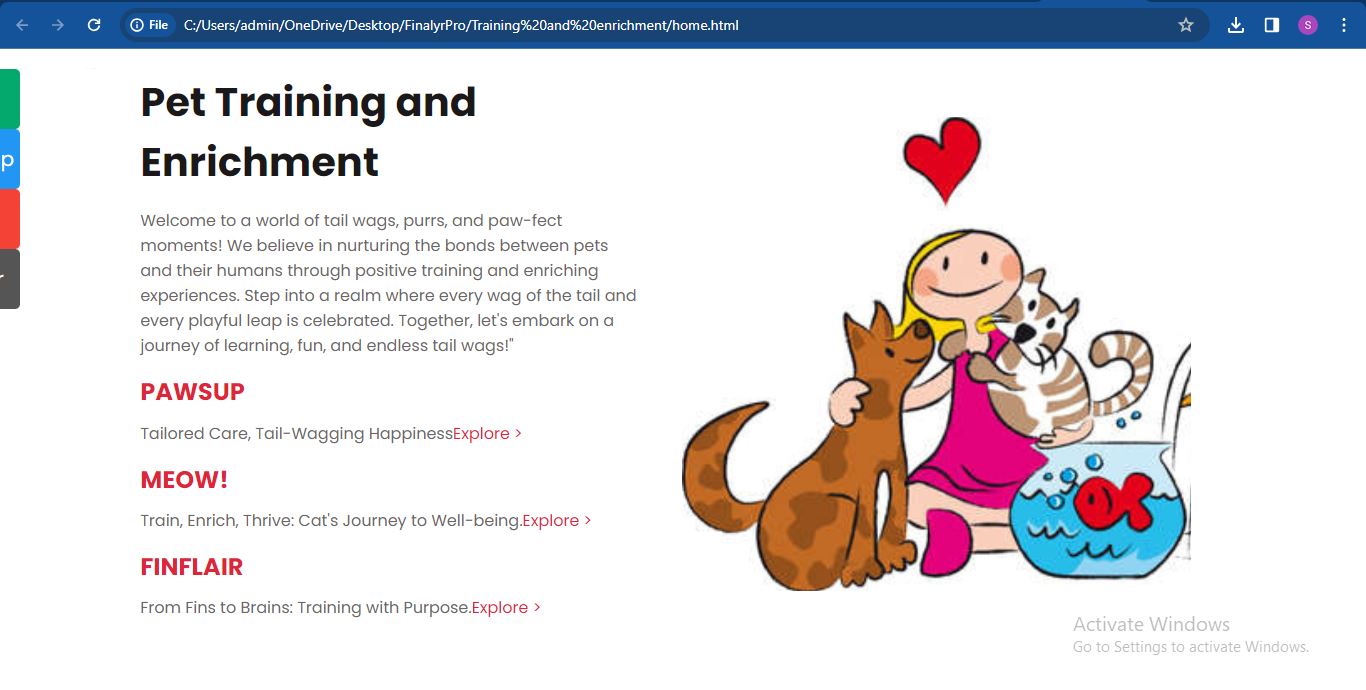 File C:/Users/admin/OneDrive/Desktop/FinalyrPro/Training%20and%20enrichment/home.html
S
Pet Training and
Enrichment
p
Welcome to a world of tail wags, purrs, and paw-fect
moments! We believe in nurturing the bonds between pets
and their humans through positive training and enriching
experiences. Step into a realm where every wag of the tail and
every playful leap is celebrated. Together, let's embark on a
journey of learning, fun, and endless tail wags!"
PAWSUP
Tailored Care, Tail-Wagging HappinessExplore >
MEOW!
Train, Enrich, Thrive: Cat's Journey to Well-being.Explore >
FINFLAIR
From Fins to Brains: Training with Purpose.Explore >
Activate Windows
Go to Settings to activate Windows.